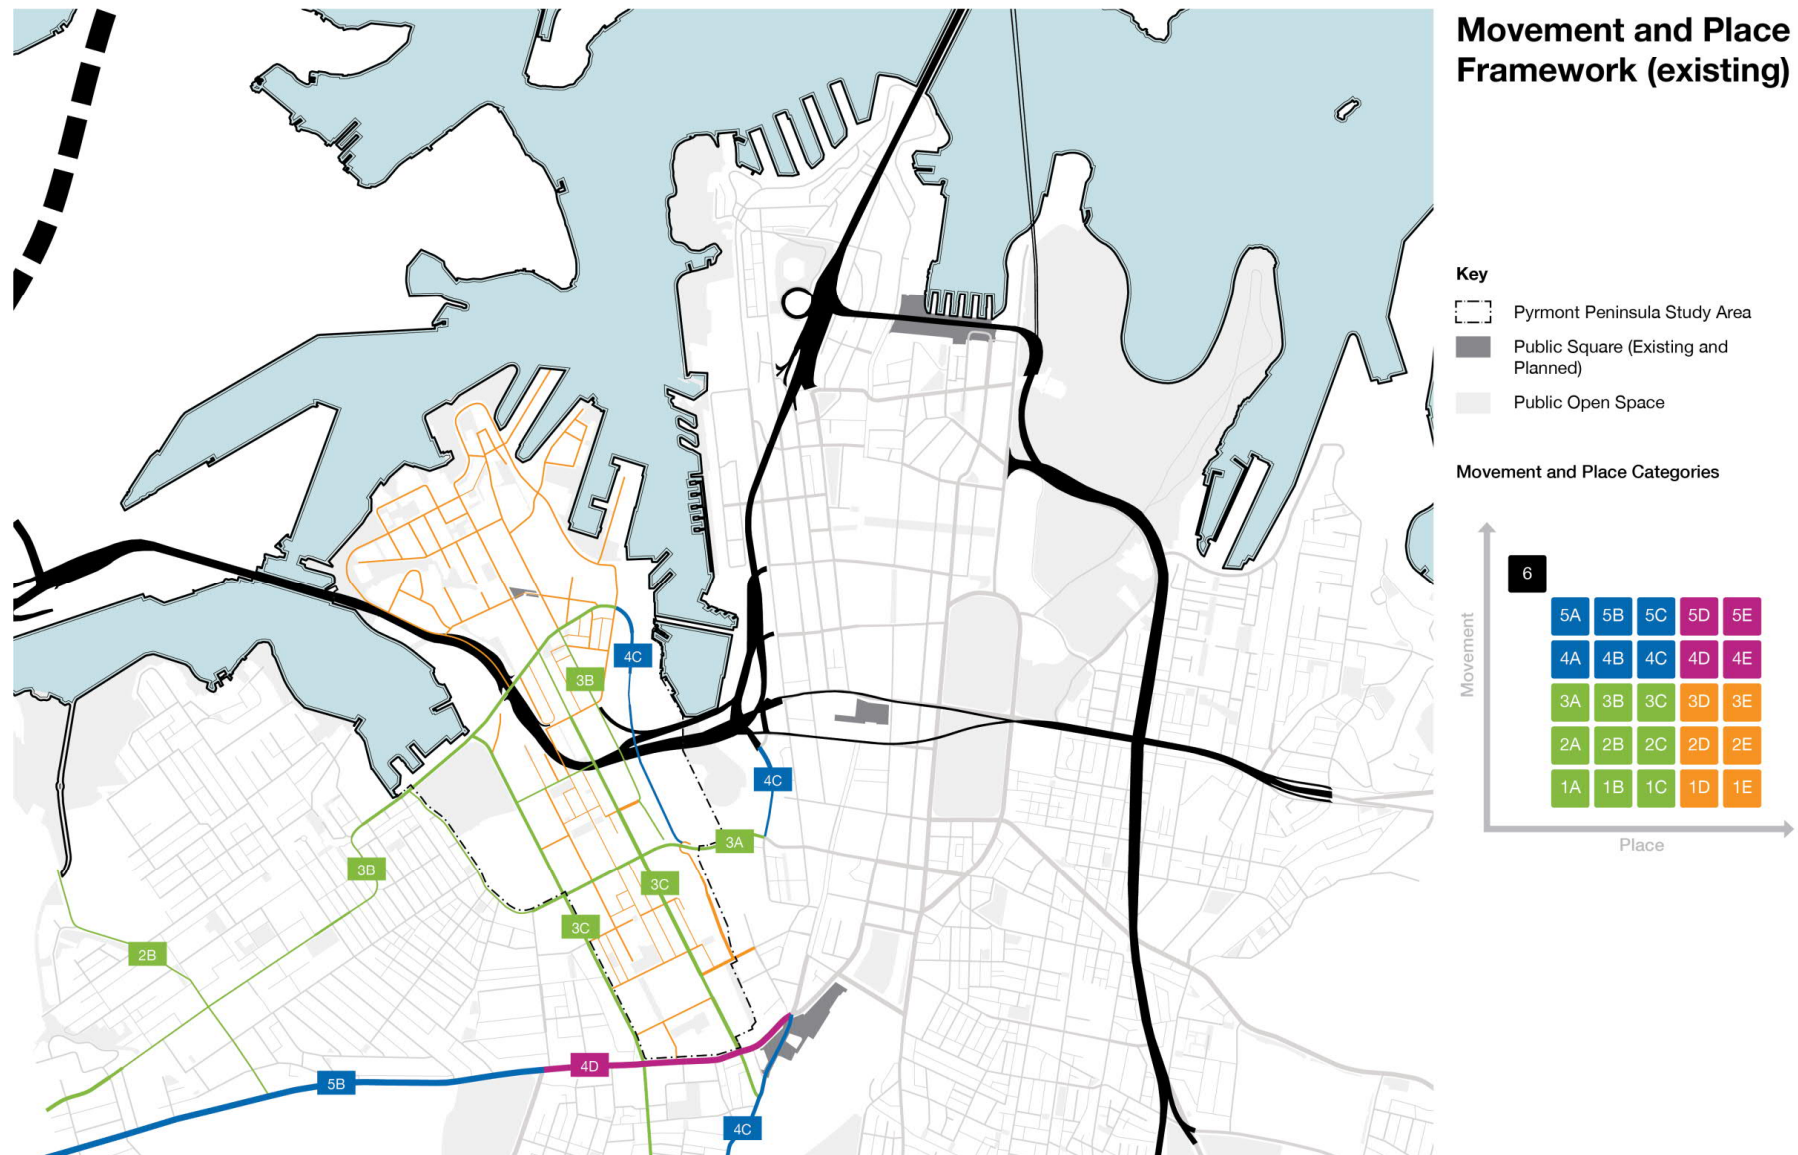 Movement and Place
Framework (existing)
Key
Pyrmont Peninsula Study Area
Public Square (Existing and
Planned)
Public Open Space
Movement and Place Categories
Movement
6
5A 5B 5C 5D 5E
4A 4B 4C 4D 4E
3A 3B 3C 3D 3E
2A 2B 2C 2D 2E
1A 1B 1C 1D 1E
Place
4C
3B
4C
3A
3B
3C
3C
2B
4D
5B
4C